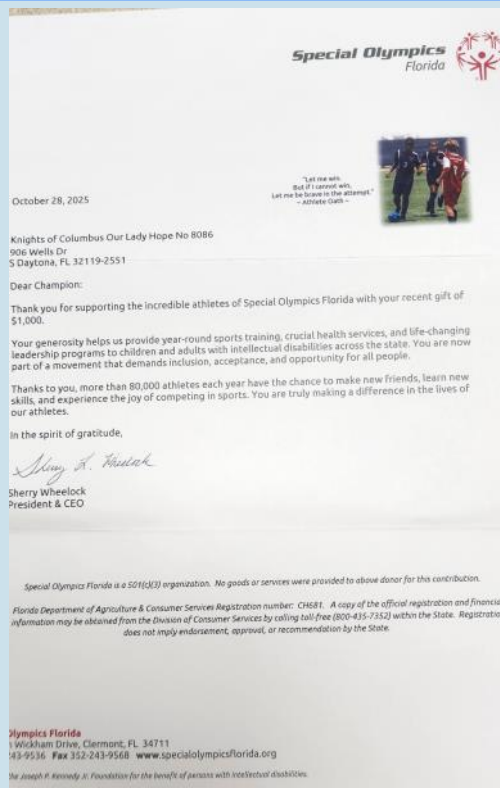 Special Olympics
Florida
"Let me win.
But if I cannot win,
Let me be brave in the attempt."
~ Athlete Oath ~
October 28, 2025
Knights of Columbus Our Lady Hope No 8086
906 Wells Dr
S Daytona, FL 32119-2551
Dear Champion:
Thank you for supporting the incredible athletes of Special Olympics Florida with your recent gift of
$1,000.
Your generosity helps us provide year-round sports training, crucial health services, and life-changing
leadership programs to children and adults with intellectual disabilities across the state. You are now
part of a movement that demands inclusion, acceptance, and opportunity for all people.
Thanks to you, more than 80,000 athletes each year have the chance to make new friends, learn new
skills, and experience the joy of competing in sports. You are truly making a difference in the lives of
our athletes.
In the spirit of gratitude,
Sherry L. Wheelock
Sherry Wheelock
President & CEO
Special Olympics Florida is a 501(c)(3) organization. No goods or services were provided to above donor for this contribution.
Florida Department of Agriculture & Consumer Services Registration number: CH681. A copy of the official registration and financia
information may be obtained from the Division of Consumer Services by calling toll-free (800-435-7352) within the State. Registratio
does not imply endorsement, approval, or recommendation by the State.
Olympics Florida
Wickham Drive, Clermont, FL 34711
43-9536 Fax 352-243-9568 www.specialolympicsflorida.org
the Joseph P. Kennedy Jr. Foundation for the benefit of persons with intellectual disabilities.